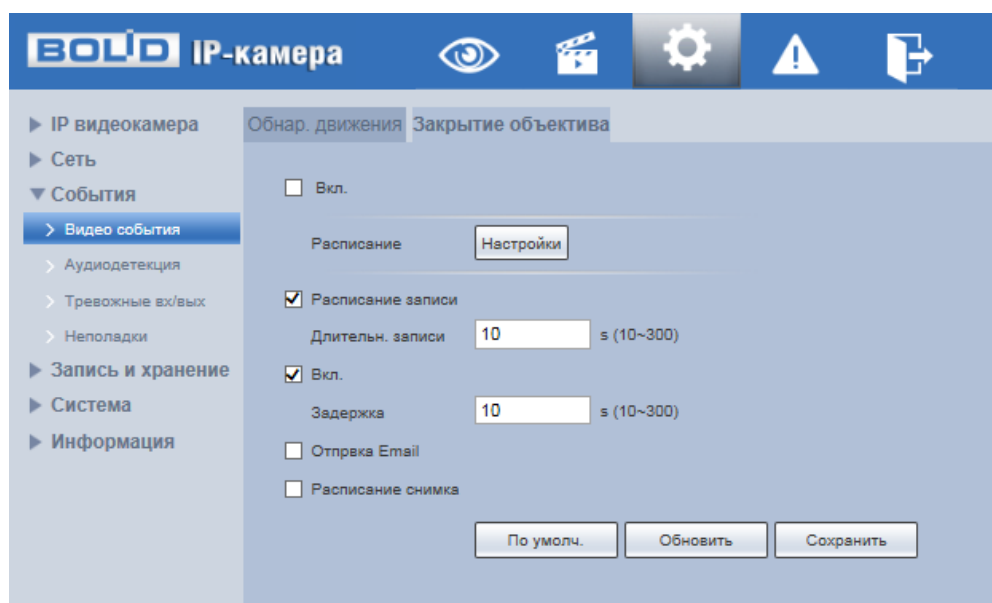 BOLID IP-камера
IP видеокамера
Сеть
События
Видео события
Аудиодетекция
Тревожные вх/вых
Неполадки
Запись и хранение
Система
Информация
Обнар. движения Закрытие объектива
Вкл.
Расписание Настройки
Расписание записи
Длительн. записи 10 s (10~300)
Вкл.
Задержка 10 s (10~300)
Отпрвка Email
Расписание снимка
По умолч. Обновить Сохранить